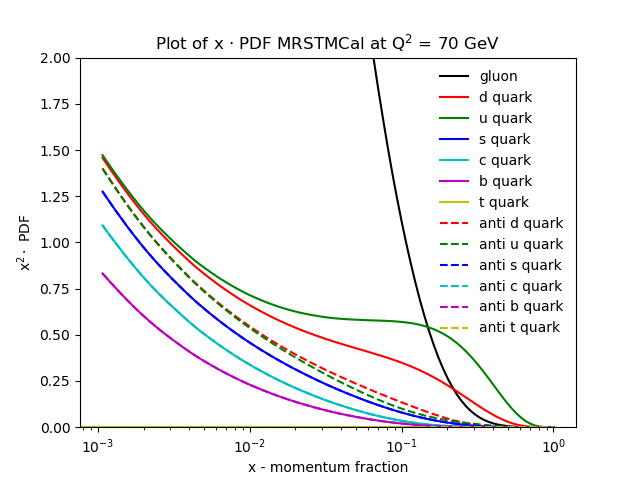 Plot of x · PDF MRSTMCal at Q² = 70 GeV
x²· PDF
2.00
1.75
1.50
1.25
1.00
0.75
0.50
0.25
0.00
10⁻³
10⁻²
10⁻¹
10⁰
x - momentum fraction
gluon
d quark
u quark
s quark
c quark
b quark
t quark
anti d quark
anti u quark
anti s quark
anti c quark
anti b quark
anti t quark